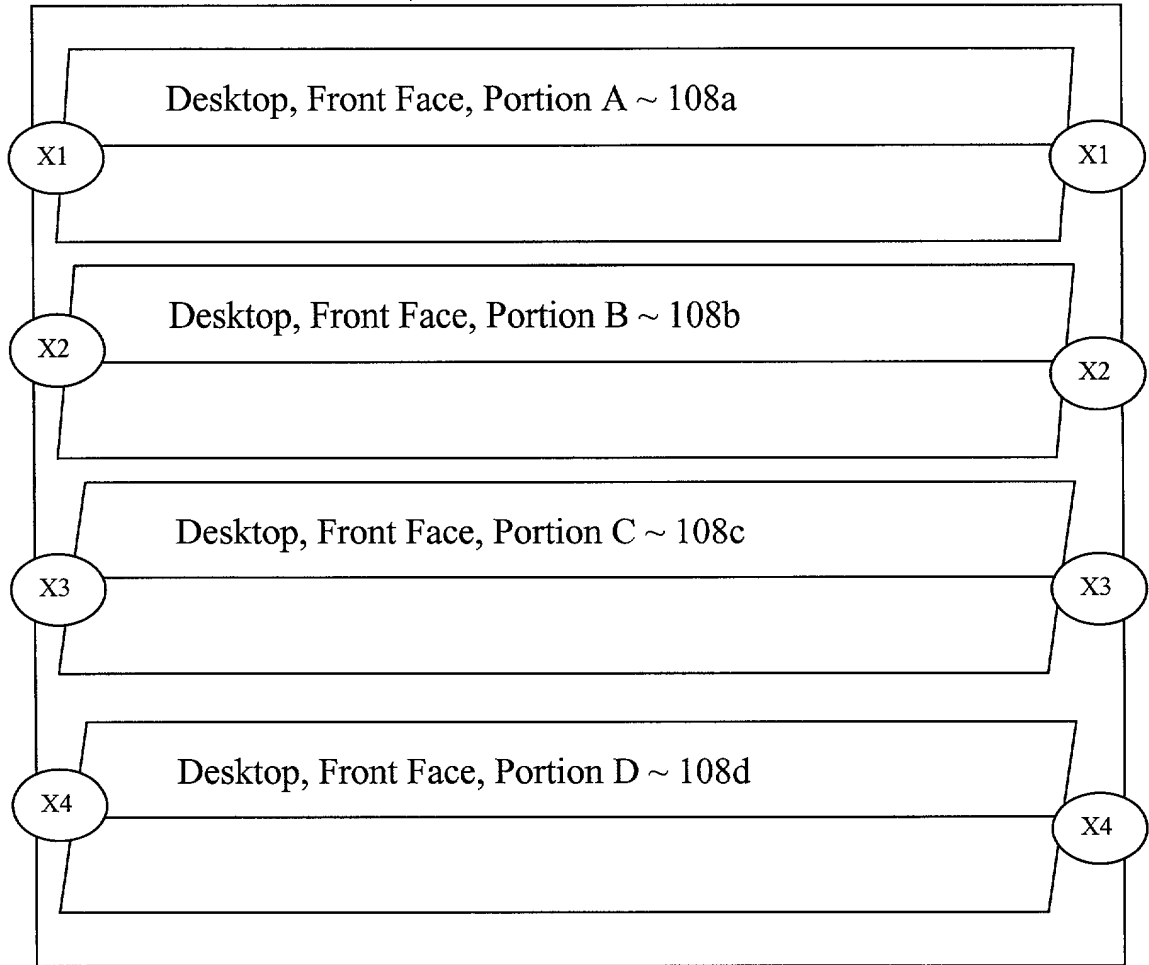 Desktop, Front Face, Portion A ~ 108a
X1 X1
Desktop, Front Face, Portion B ~ 108b
X2 X2
Desktop, Front Face, Portion C ~ 108c
X3 X3
Desktop, Front Face, Portion D ~ 108d
X4 X4